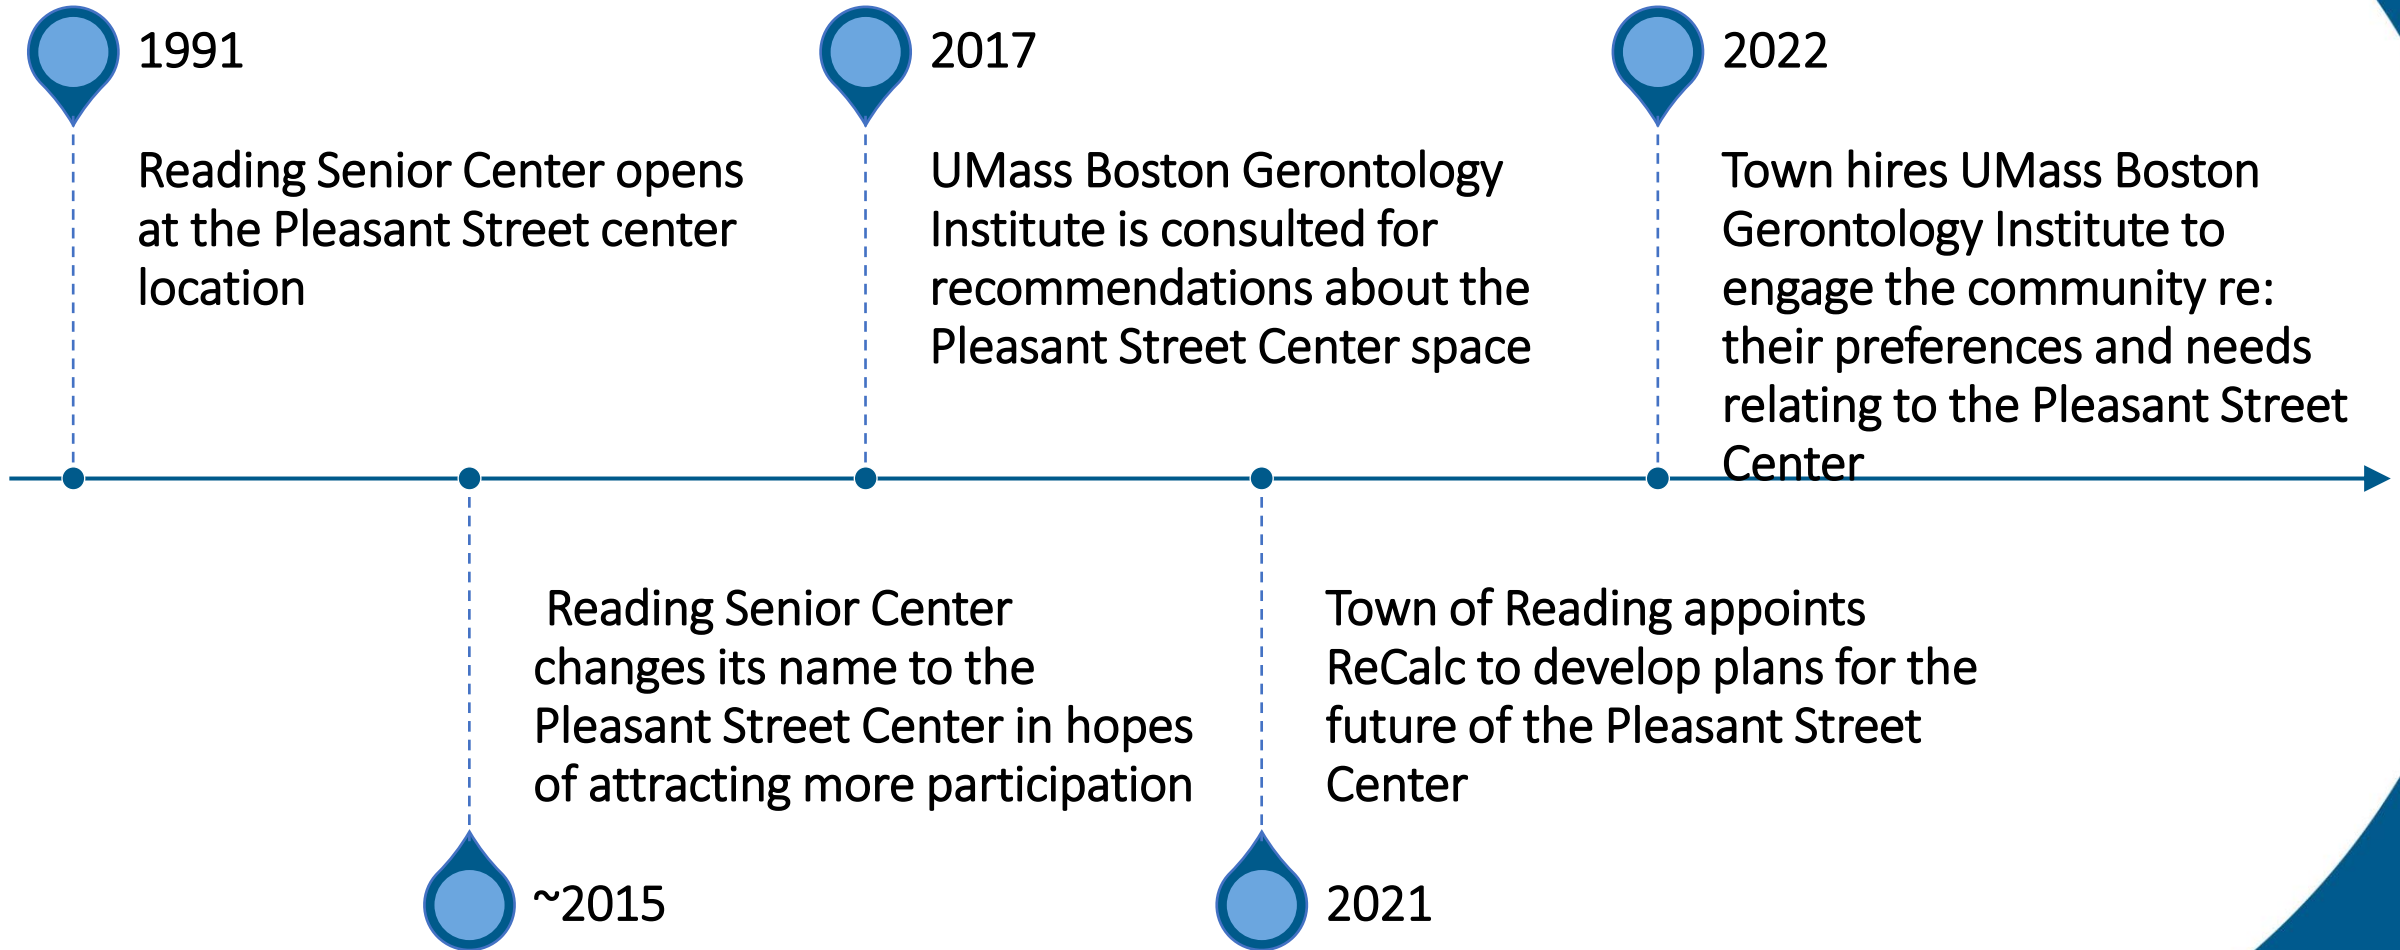 1991
Reading Senior Center opens
at the Pleasant Street center
location
2017
UMass Boston Gerontology
Institute is consulted for
recommendations about the
Pleasant Street Center space
2022
Town hires UMass Boston
Gerontology Institute to
engage the community re:
their preferences and needs
relating to the Pleasant Street
Center
Reading Senior Center
changes its name to the
Pleasant Street Center in hopes
of attracting more participation
~2015
Town of Reading appoints
ReCalc to develop plans for the
future of the Pleasant Street
Center
2021